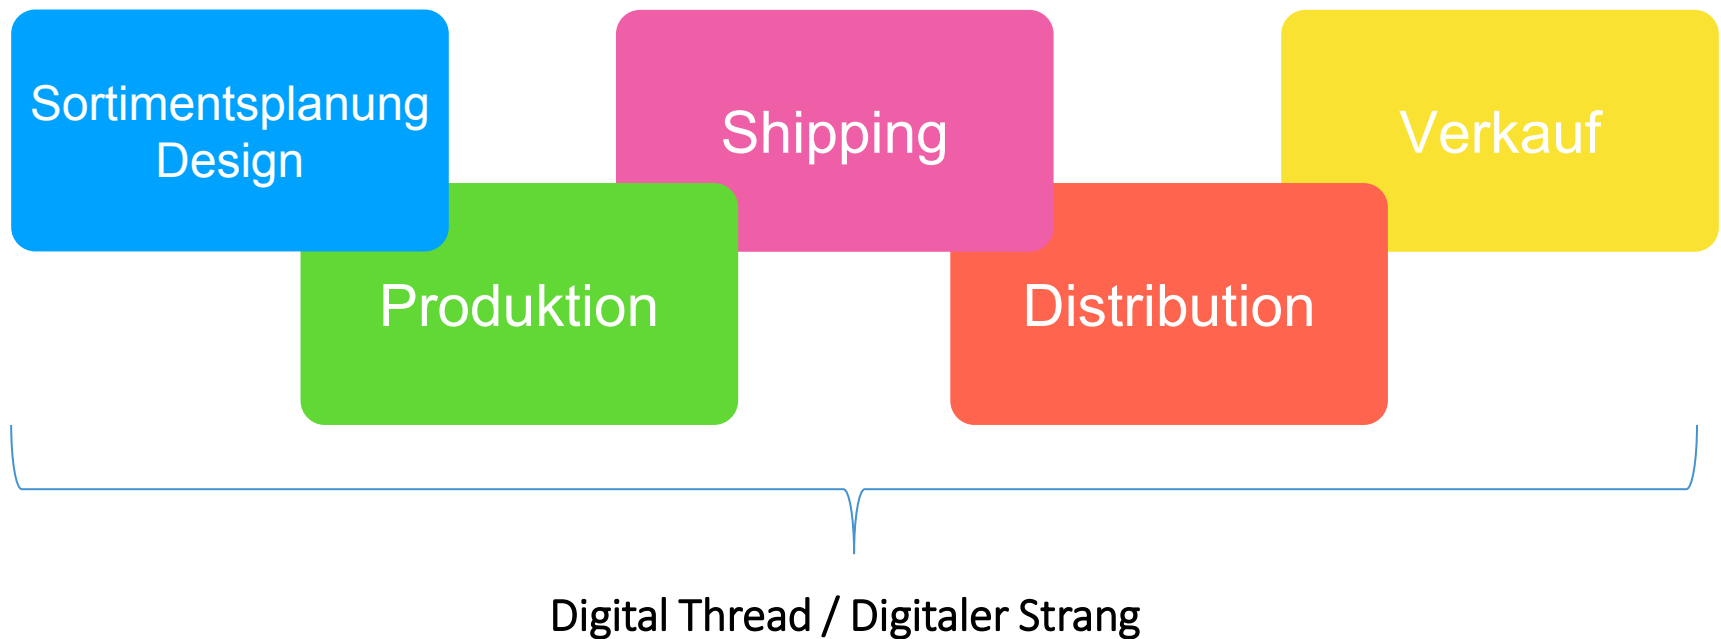 Sortimentsplanung
Design
Produktion
Shipping
Distribution
Verkauf
Digital Thread / Digitaler Strang